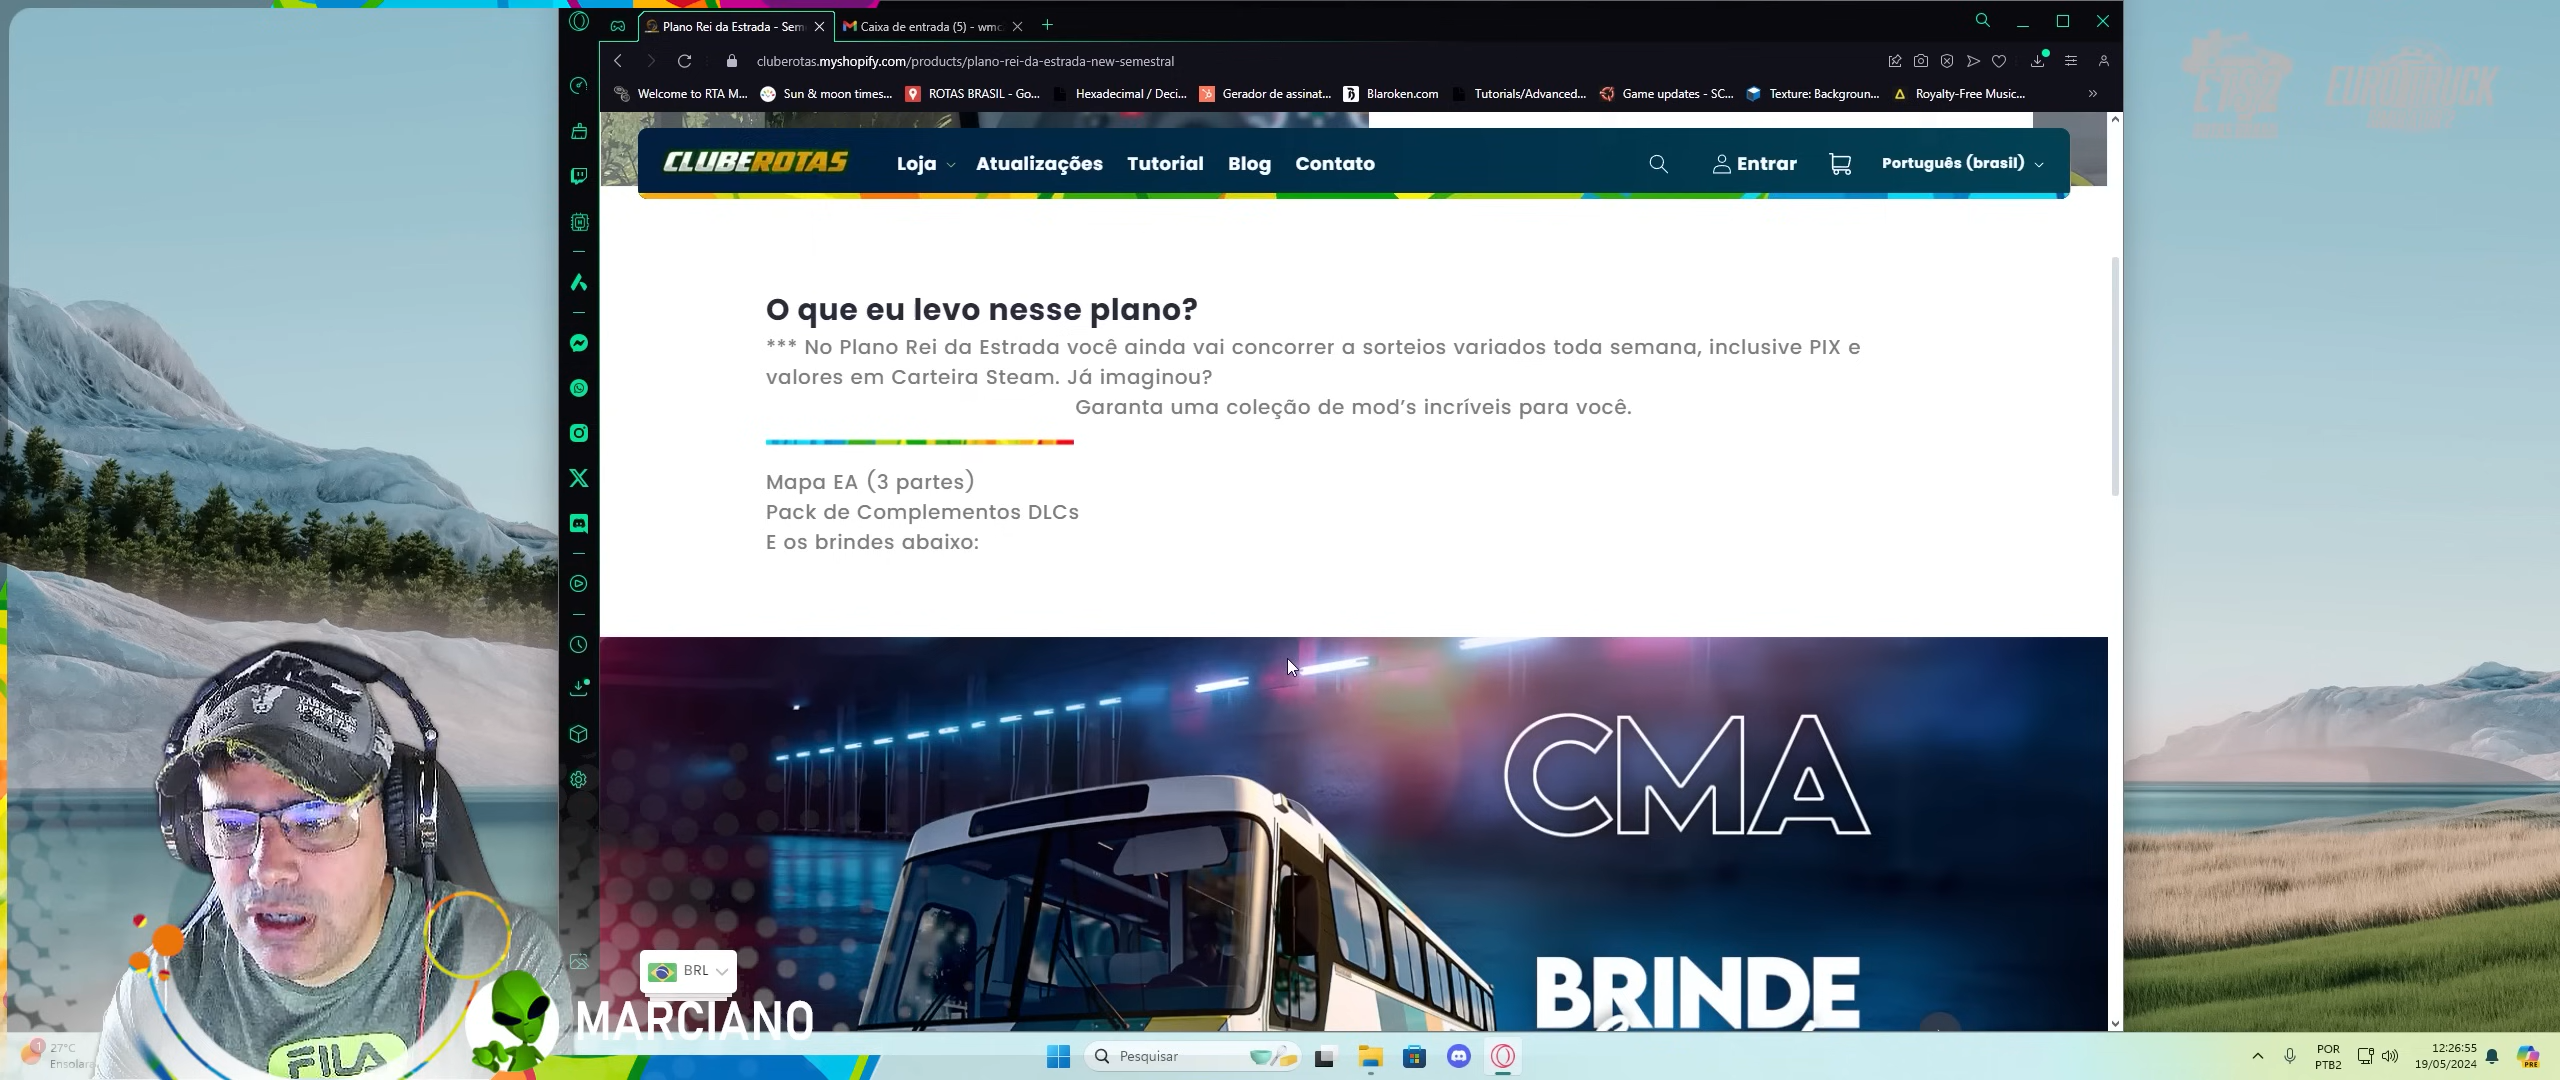 Plano Rei da Estrada - Sem
Caixa de entrada (5) - wmc
cluberotas.myshopify.com/products/plano-rei-da-estrada-new-semestral
Welcome to RTA M...
Sun & moon times...
ROTAS BRASIL - Go...
Hexadecimal / Deci...
Gerador de assinat...
Blaroken.com
Tutorials/Advanced...
Game updates - SC...
Texture: Backgroun...
Royalty-Free Music...
CLUBEROTAS
Loja
Atualizações
Tutorial
Blog
Contato
Entrar
Português (brasil)
O que eu levo nesse plano?
*** No Plano Rei da Estrada você ainda vai concorrer a sorteios variados toda semana, inclusive PIX e
valores em Carteira Steam. Já imaginou?
Garanta uma coleção de mod's incríveis para você.
Mapa EA (3 partes)
Pack de Complementos DLCs
E os brindes abaixo:
CMA
BRINDE
BRL
MARCIANO
FILA
1
27°C
Ensolara
Pesquisar
PRE
POR
PTB2
12:26:55
19/05/2024